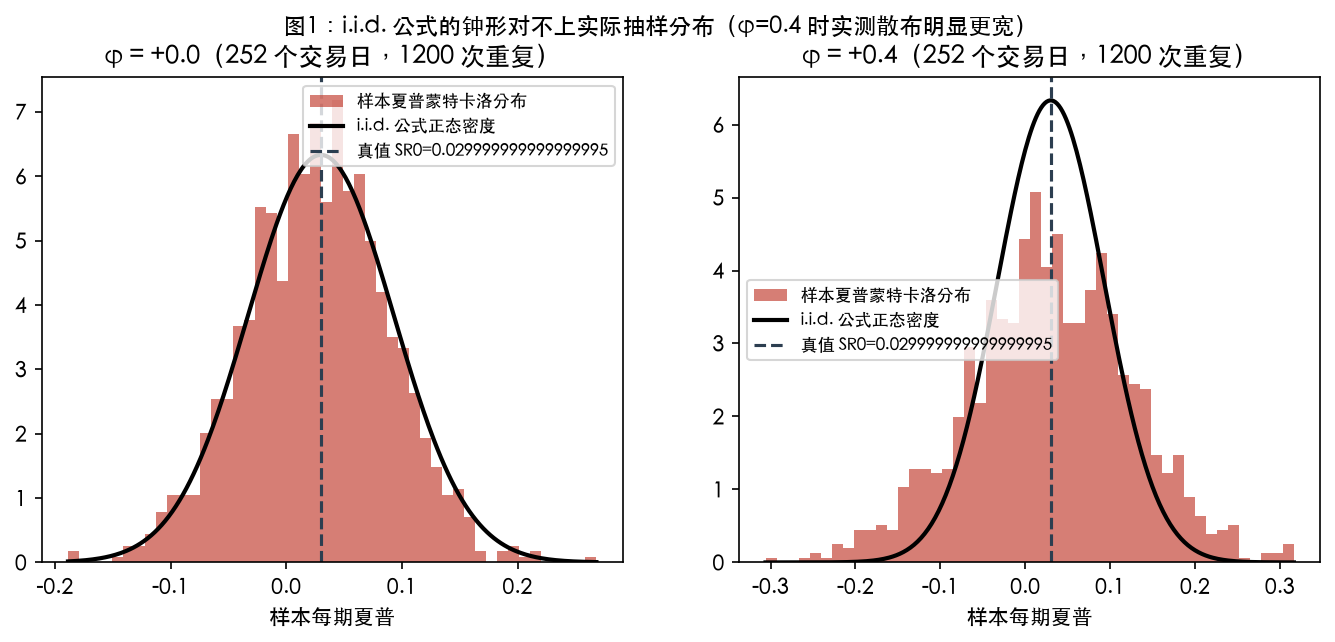 图1：i.i.d. 公式的钟形对不上实际抽样分布（φ=0.4 时实测散布明显更宽）
φ = +0.0（252 个交易日，1200 次重复）
7
6
5
4
3
2
1
0
-0.2
-0.1
0.0
0.1
0.2
样本每期夏普
样本夏普蒙特卡洛分布
i.i.d. 公式正态密度
真值 SR0=0.029999999999999995
φ = +0.4（252 个交易日，1200 次重复）
6
5
4
3
2
1
0
-0.3
-0.2
-0.1
0.0
0.1
0.2
0.3
样本每期夏普
样本夏普蒙特卡洛分布
i.i.d. 公式正态密度
真值 SR0=0.029999999999999995